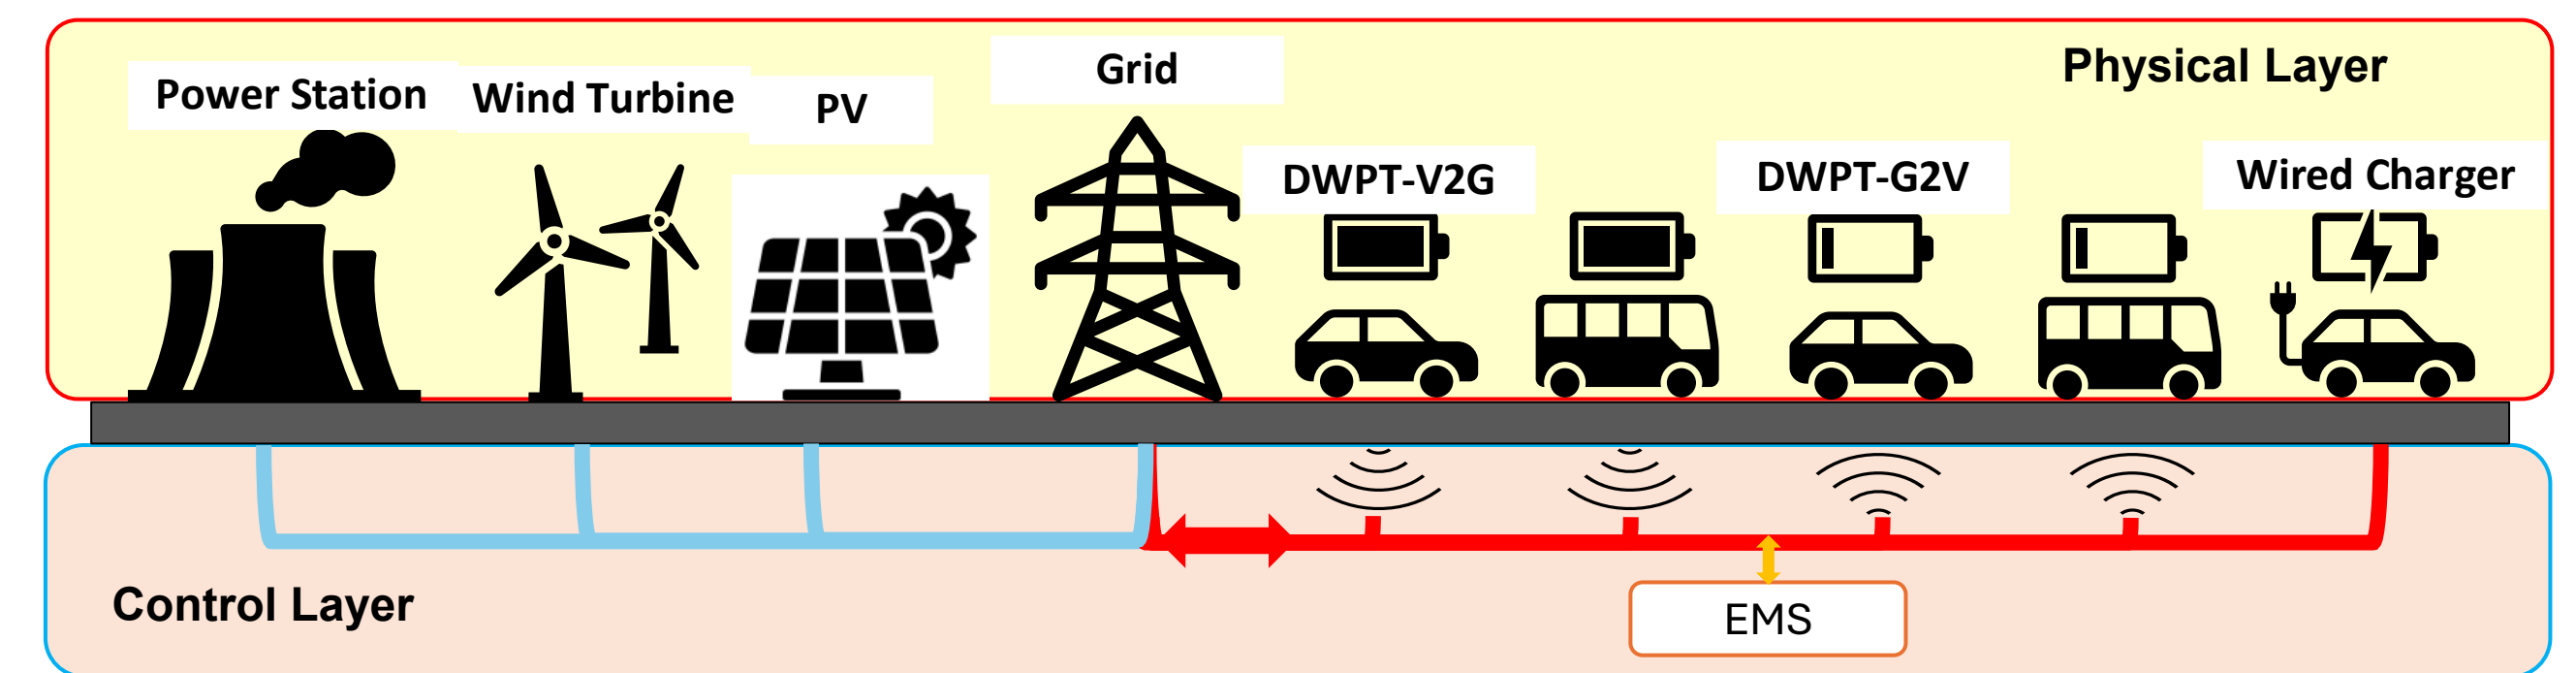 Physical Layer
Power Station
Wind Turbine
PV
Grid
DWPT-V2G
DWPT-G2V
Wired Charger
Control Layer
EMS